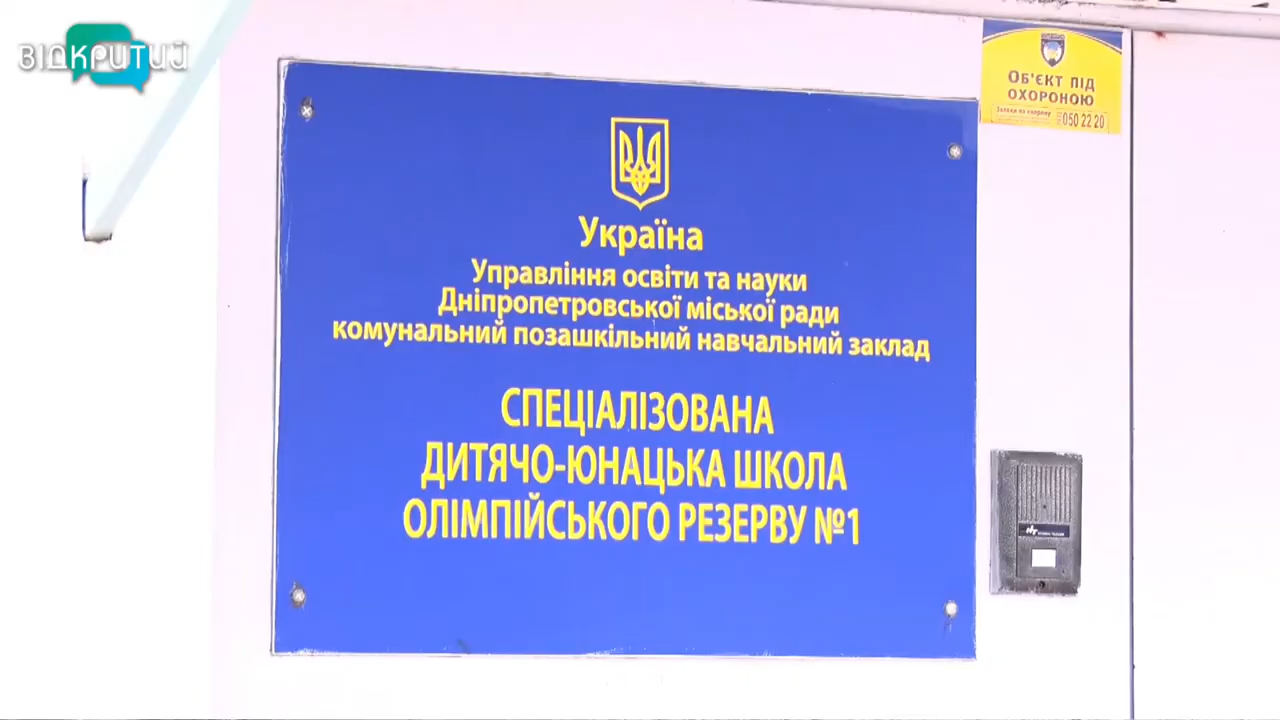 ВІДКРИТИЙ
ОБ'ЄКТ ПІД
ОХОРОНОЮ
050 22 20
Україна
Управління освіти та науки
Дніпропетровської міської ради
комунальний позашкільний навчальний заклад
СПЕЦІАЛІЗОВАНА
ДИТЯЧО-ЮНАЦЬКА ШКОЛА
ОЛІМПІЙСЬКОГО РЕЗЕРВУ №1